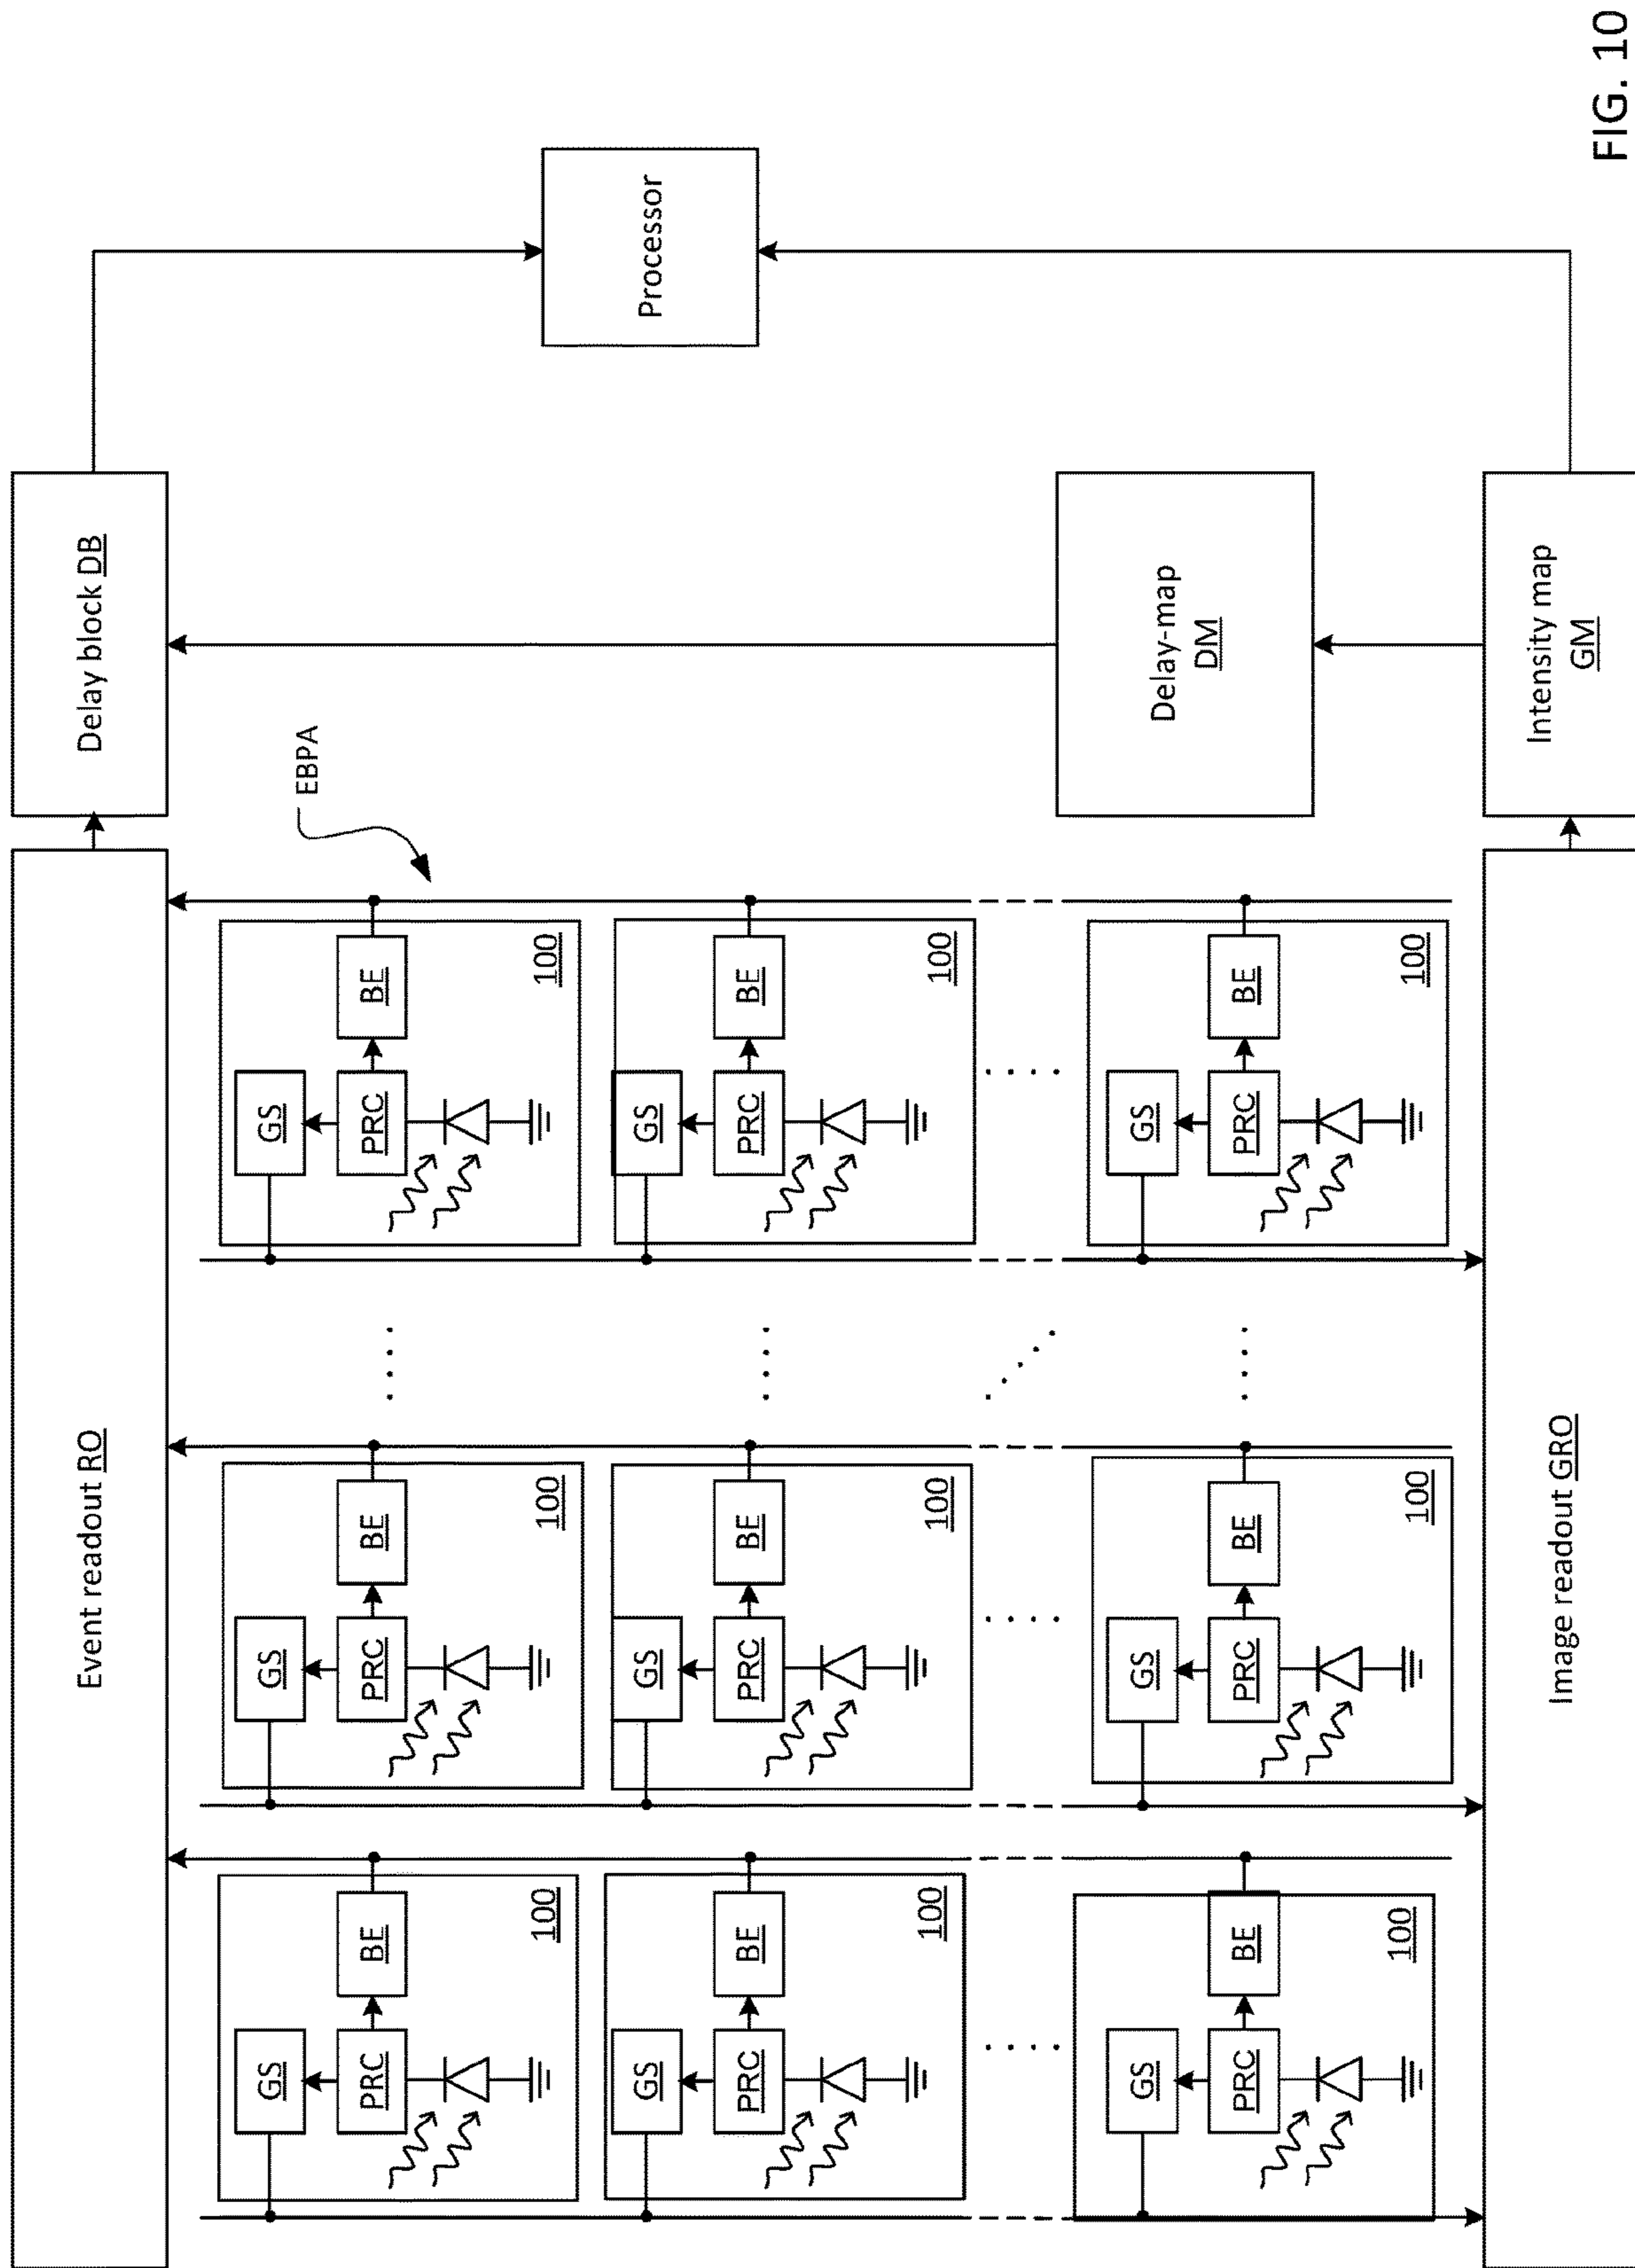 Event readout RO
Delay block DB
EBPA
GS
PRC
BE
100
GS
PRC
BE
100
GS
PRC
BE
100
GS
PRC
BE
100
GS
PRC
BE
100
GS
PRC
BE
100
GS
PRC
BE
100
GS
PRC
BE
100
GS
PRC
BE
100
Processor
Delay-map
DM
Image readout GRO
Intensity map
GM
FIG. 10